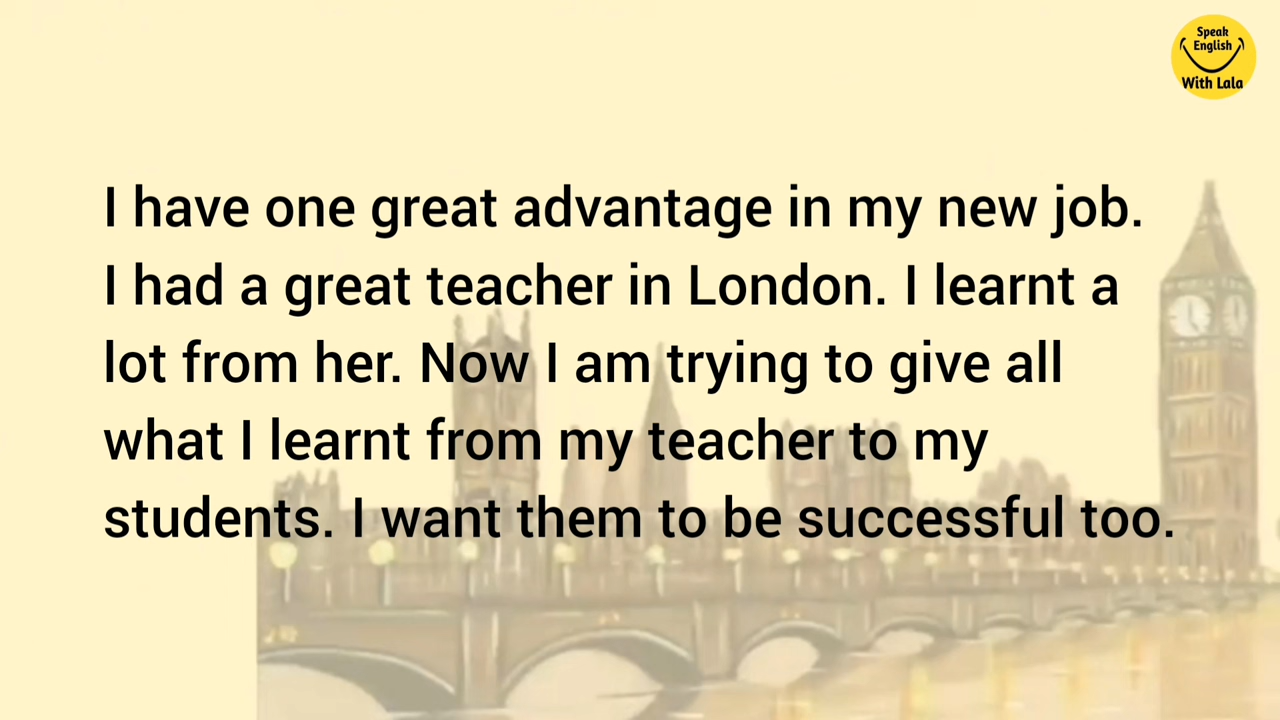 Speak
English
With Lala
I have one great advantage in my new job.
I had a great teacher in London. I learnt a
lot from her. Now I am trying to give all
what I learnt from my teacher to my
students. I want them to be successful too.